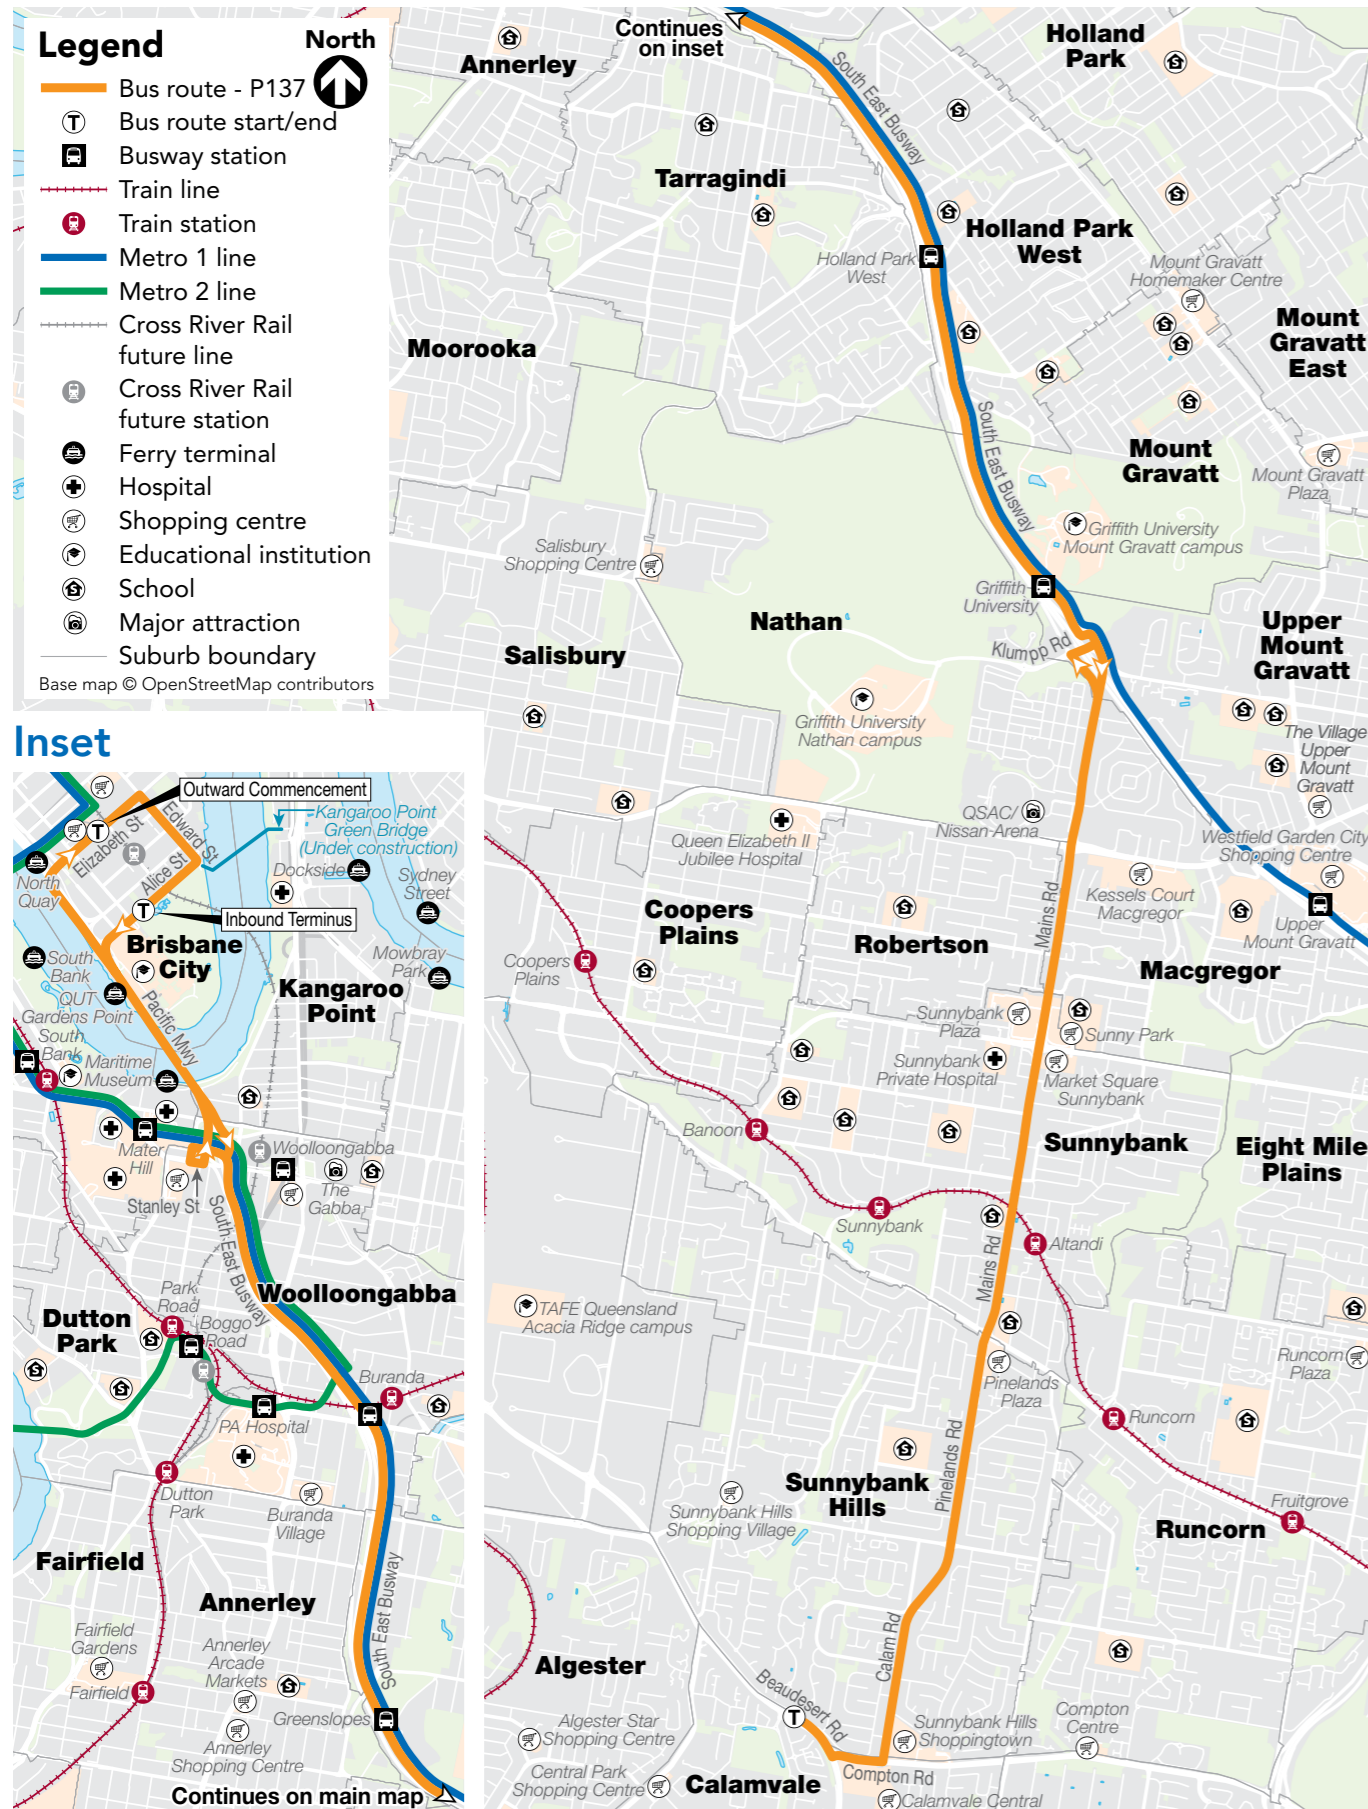 Legend
North
Bus route - P137
T
Bus route start/end
Busway station
Train line
Train station
Metro 1 line
Metro 2 line
Cross River Rail
future line
Cross River Rail
future station
Ferry terminal
Hospital
Shopping centre
Educational institution
S
School
Major attraction
Suburb boundary
Base map © OpenStreetMap contributors
Continues
on inset
Annerley
Holland
Park
South East Busway
Tarragindi
Holland Park
West
Holland Park
West
Mount Gravatt
Homemaker Centre
Moorooka
Mount
Gravatt
East
South East Busway
Mount
Gravatt
Mount Gravatt
Plaza
Griffith University
Mount Gravatt campus
Salisbury
Shopping Centre
Griffith
University
Nathan
Klumpp Rd
Upper
Mount
Gravatt
Salisbury
Griffith University
Nathan campus
The Village
Upper
Mount
Gravatt
QSAC/
Nissan-Arena
Queen Elizabeth II
Jubilee Hospital
Westfield Garden City
Shopping Centre
Kessels Court
Macgregor
Mains Rd
Coopers
Plains
Robertson
Upper
Mount Gravatt
Macgregor
Coopers
Plains
Sunnybank
Plaza
Sunny Park
Sunnybank
Private Hospital
Market Square
Sunnybank
Banoon
Sunnybank
Eight Mile
Plains
Sunnybank
Altandi
Mains Rd
TAFE Queensland
Acacia Ridge campus
Runcorn
Plaza
Pinelands
Plaza
Runcorn
Pinelands Rd
Sunnybank
Hills
Sunnybank Hills
Shopping Village
Fruitgrove
Runcorn
Calam Rd
Algester
Beaudesert Rd
T
Algester Star
Shopping Centre
Sunnybank Hills
Shoppingtown
Compton
Centre
Central Park
Shopping Centre
Calamvale
Compton Rd
Calamvale Central
Inset
Outward Commencement
T
Elizabeth St
Edward St
Kangaroo Point
Green Bridge
(Under construction)
North
Quay
Alice St
Dockside
Sydney
Street
T
Inbound Terminus
Brisbane
City
South
Bank
Mowbray
Park
QUT
Gardens Point
Kangaroo
Point
Pacific Mwy
South
Bank
Maritime
Museum
Mater
Hill
Woolloongabba
Stanley St
The
Gabba
South East Busway
Woolloongabba
Park
Road
Dutton
Park
Boggo
Road
Buranda
PA Hospital
Dutton
Park
Buranda
Village
Fairfield
South East Busway
Annerley
Fairfield
Gardens
Annerley
Arcade
Markets
Fairfield
Greenslopes
Annerley
Shopping Centre
Continues on main map